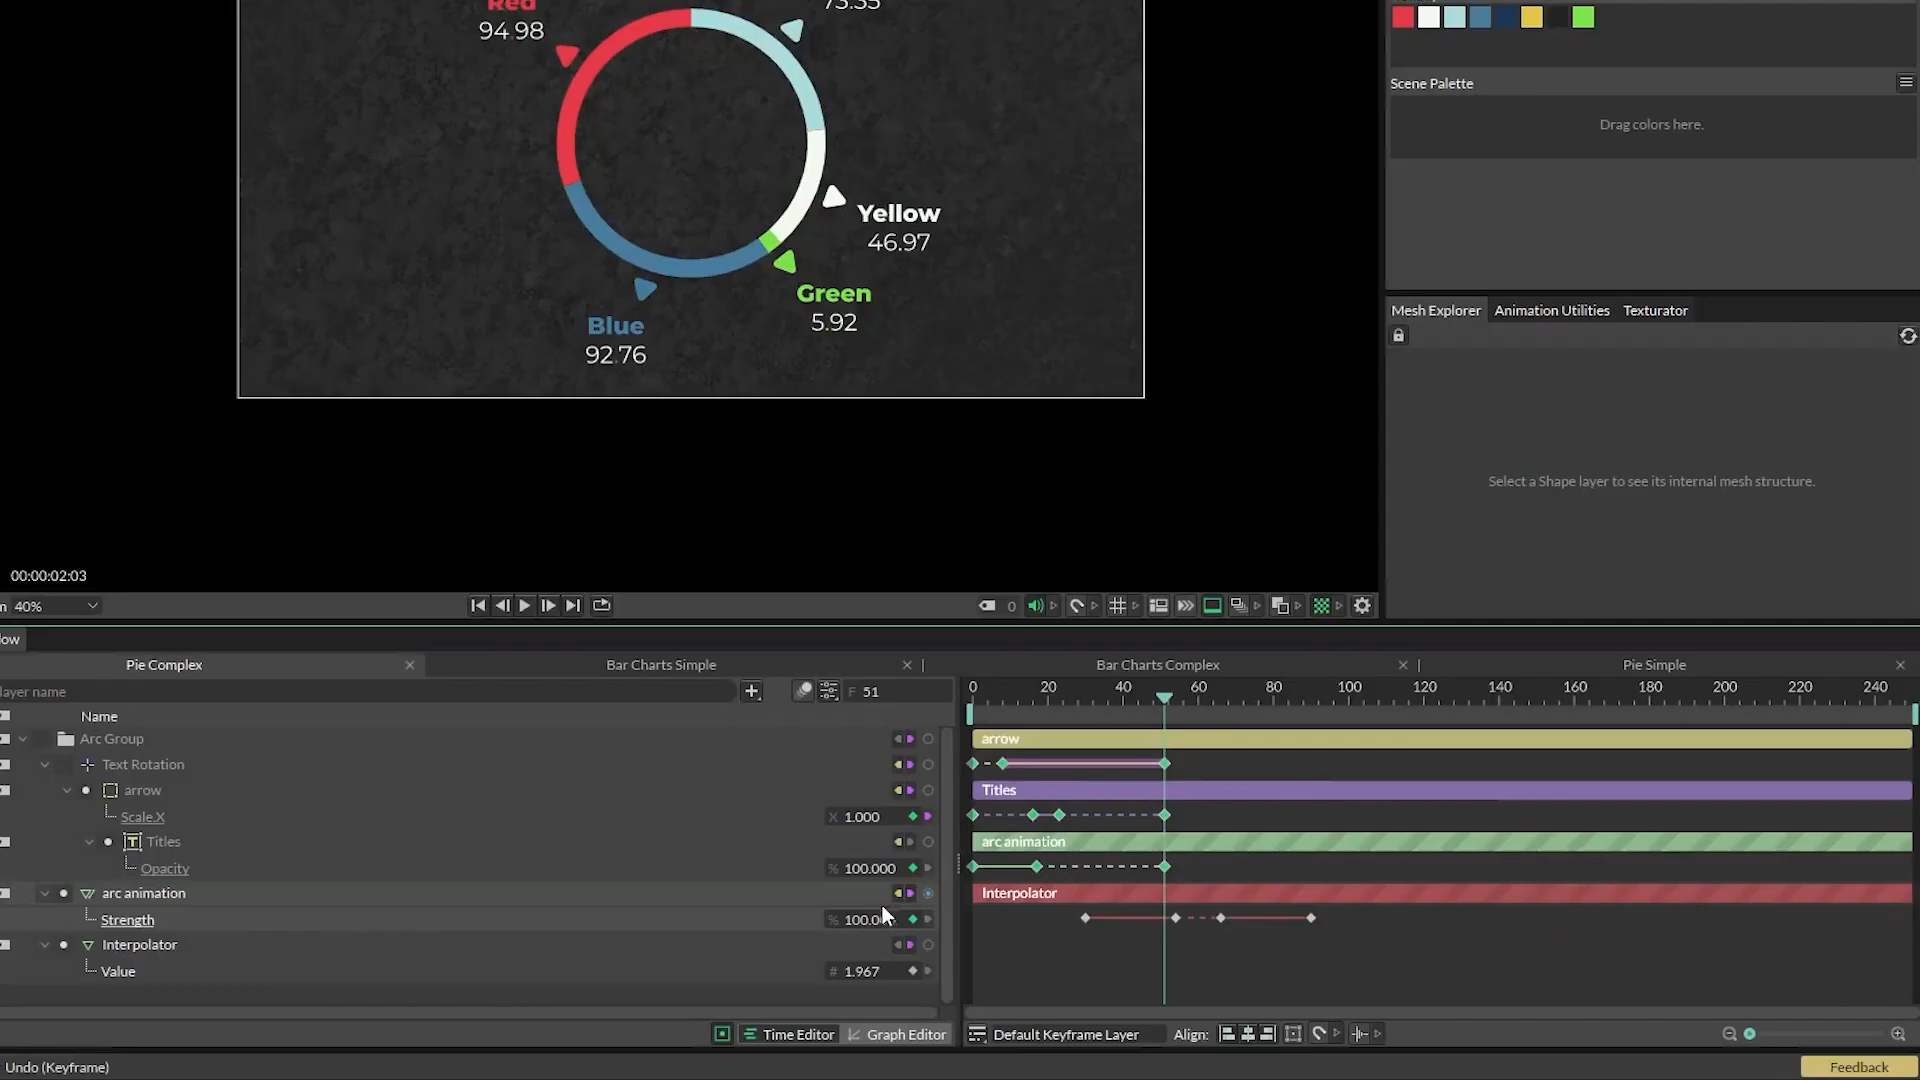 Red
94.98
73.35
Yellow
46.97
Green
5.92
Blue
92.76
Scene Palette
Drag colors here.
Mesh Explorer
Animation Utilities
Texturator
Select a Shape layer to see its internal mesh structure.
00:00:02:03
40%
0
Pie Complex
Bar Charts Simple
Bar Charts Complex
Pie Simple
F 51
0 20 40 60 80 100 120 140 160 180 200 220 240
Name
Arc Group
arrow
Text Rotation
arrow
Titles
Scale.X
X 1.000
Titles
arc animation
Opacity
% 100.000
arc animation
Interpolator
Strength
% 100.0
Interpolator
Value
# 1.967
Time Editor
Graph Editor
Default Keyframe Layer
Align:
Undo (Keyframe)
Feedback